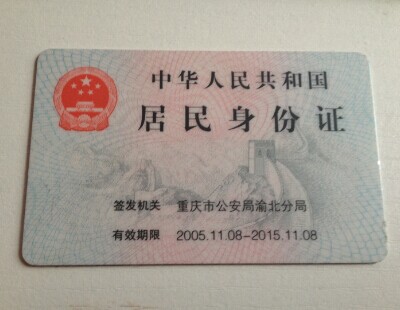 中华人民共和国
居民身份证
签发机关 重庆市公安局渝北分局
有效期限 2005.11.08-2015.11.08